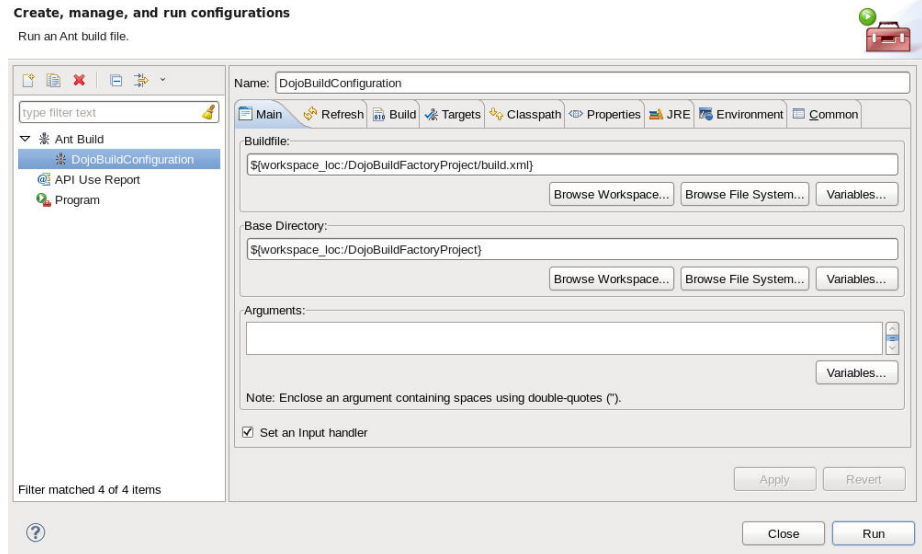 Create, manage, and run configurations
Run an Ant build file.
type filter text
Ant Build
DojoBuildConfiguration
API Use Report
Program
Filter matched 4 of 4 items
Name: DojoBuildConfiguration
Main Refresh Build Targets Classpath Properties JRE Environment Common
Buildfile:
${workspace_loc:/DojoBuildFactoryProject/build.xml}
Browse Workspace... Browse File System... Variables...
Base Directory:
${workspace_loc:/DojoBuildFactoryProject}
Browse Workspace... Browse File System... Variables...
Arguments:
Variables...
Note: Enclose an argument containing spaces using double-quotes (").
Set an Input handler
Apply Revert
Close Run